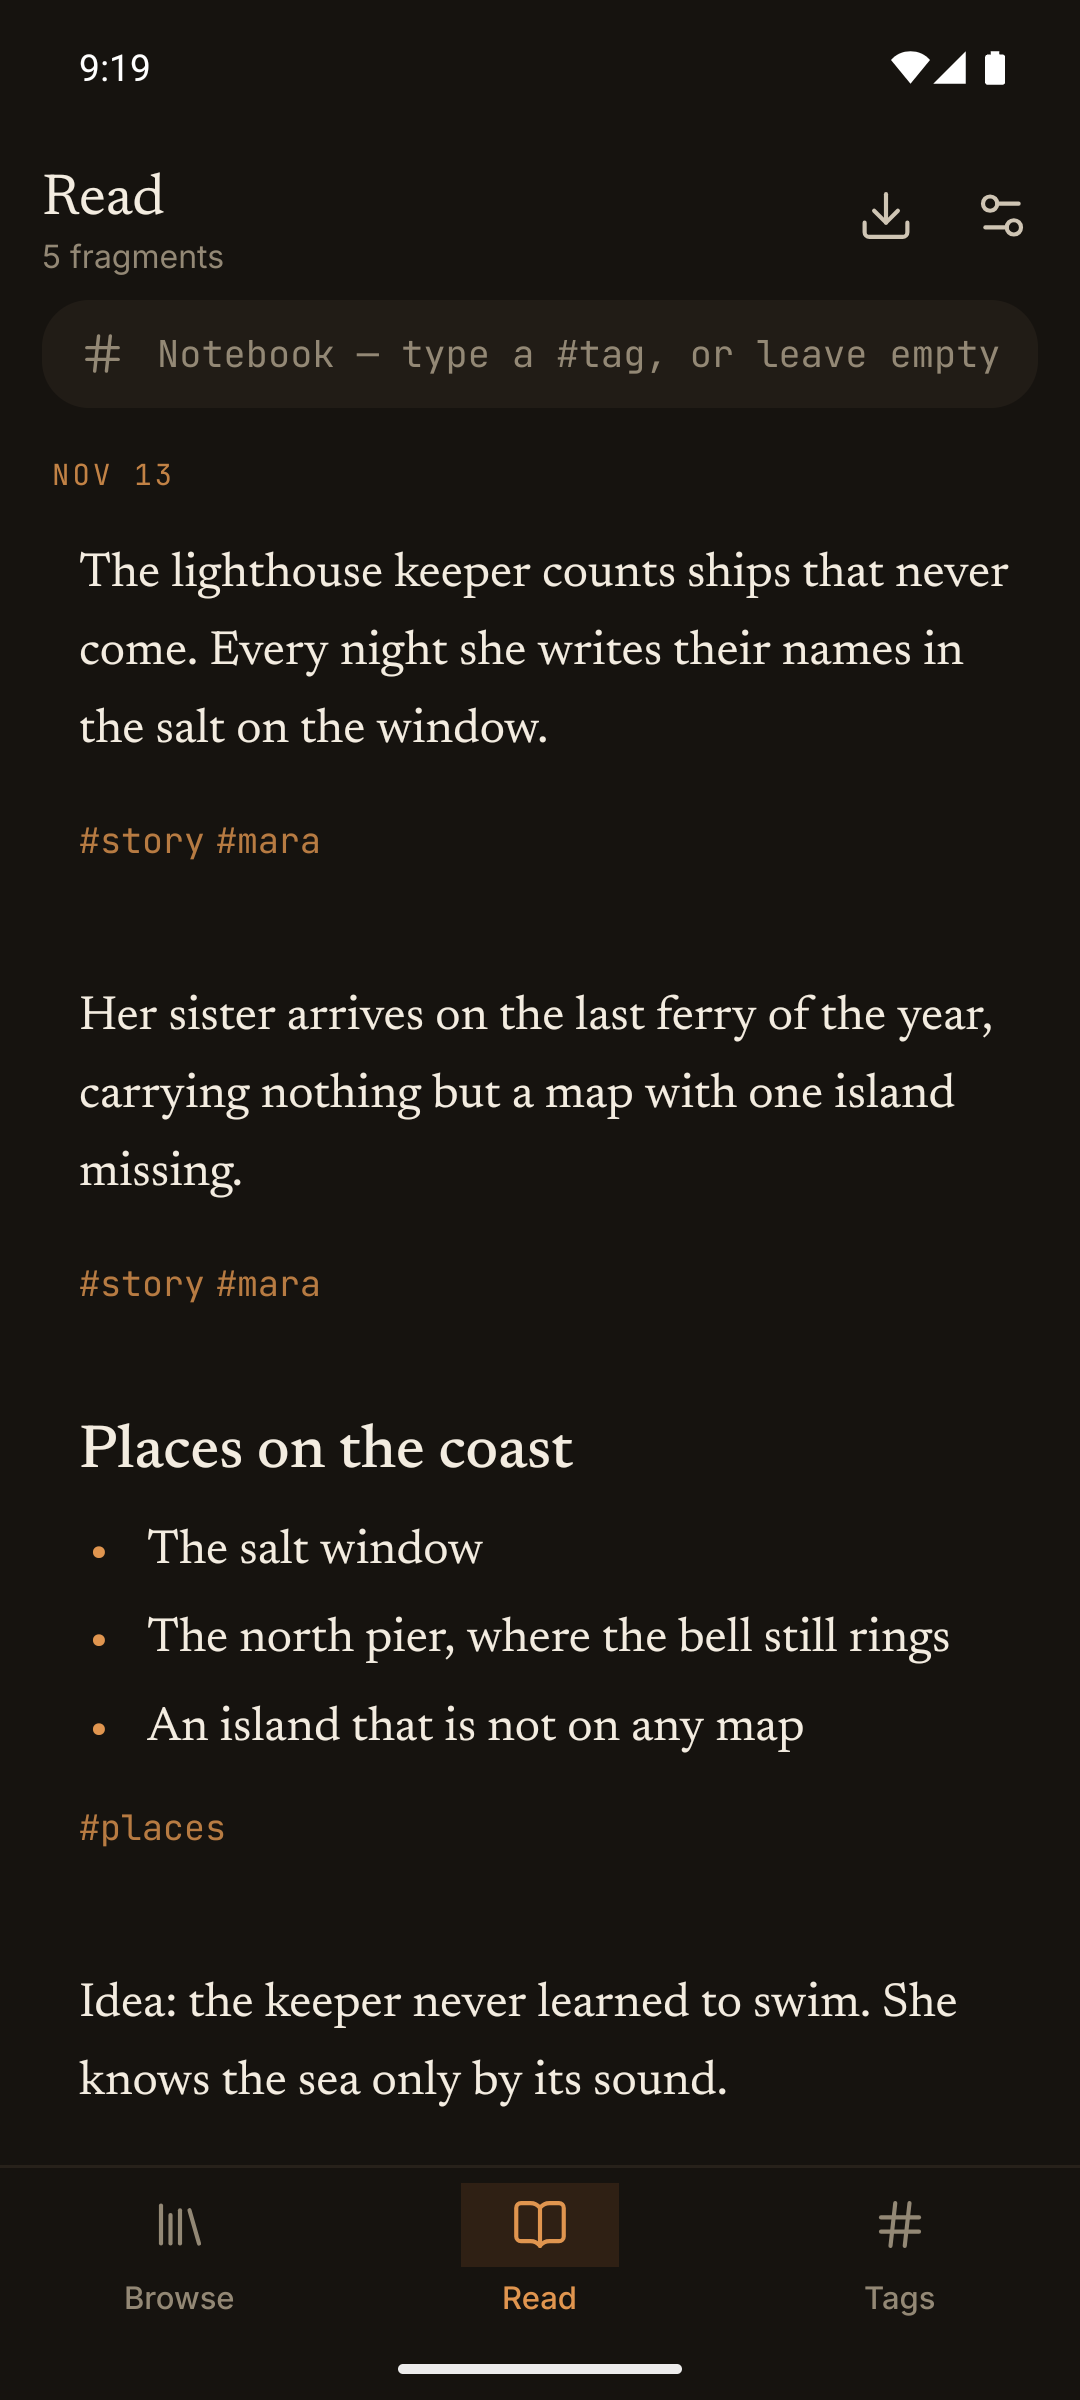 9:19
Read
5 fragments
# Notebook — type a #tag, or leave empty
NOV 13
The lighthouse keeper counts ships that never
come. Every night she writes their names in
the salt on the window.
#story #mara
Her sister arrives on the last ferry of the year,
carrying nothing but a map with one island
missing.
#story #mara
Places on the coast
• The salt window
• The north pier, where the bell still rings
• An island that is not on any map
#places
Idea: the keeper never learned to swim. She
knows the sea only by its sound.
Browse
Read
Tags